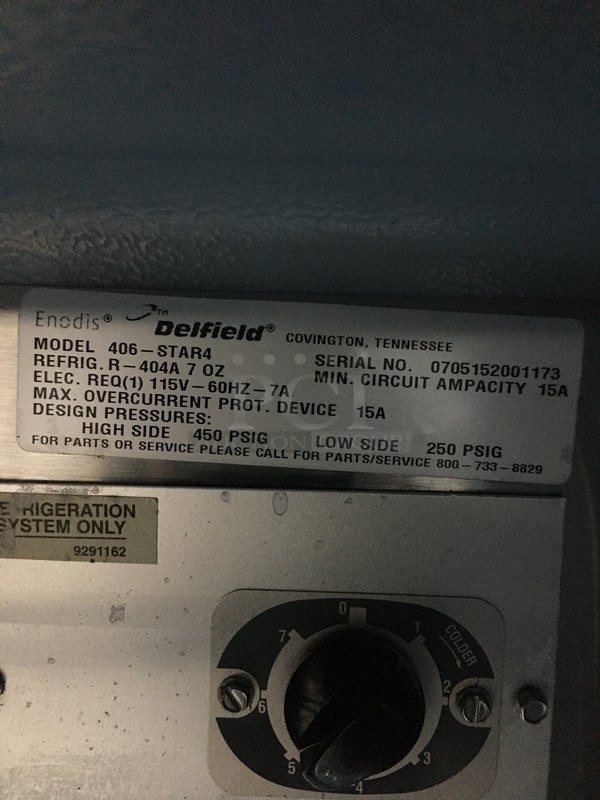 Enodis® ™ Delfield® COVINGTON, TENNESSEE
MODEL 406-STAR4 SERIAL NO. 0705152001173
REFRIG. R-404A 7 OZ MIN. CIRCUIT AMPACITY 15A
ELEC. REQ(1) 115V-60HZ-7A
MAX. OVERCURRENT PROT. DEVICE 15A
DESIGN PRESSURES:
HIGH SIDE 450 PSIG LOW SIDE 250 PSIG
FOR PARTS OR SERVICE PLEASE CALL FOR PARTS/SERVICE 800-733-8829
SYSTEM ONLY
9291162
0
1
COLDER
2
3
4
5
6
7
PCI